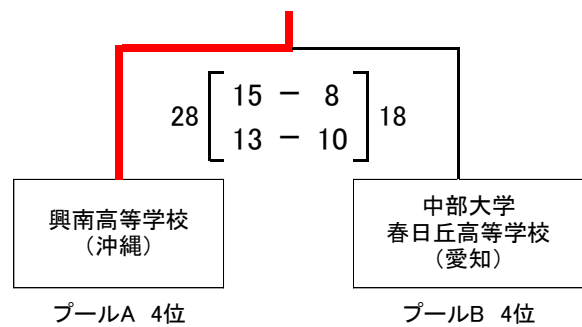 28 15 － 8 18
13 － 10
興南高等学校
（沖縄）
中部大学
春日丘高等学校
（愛知）
プールA 4位
プールB 4位